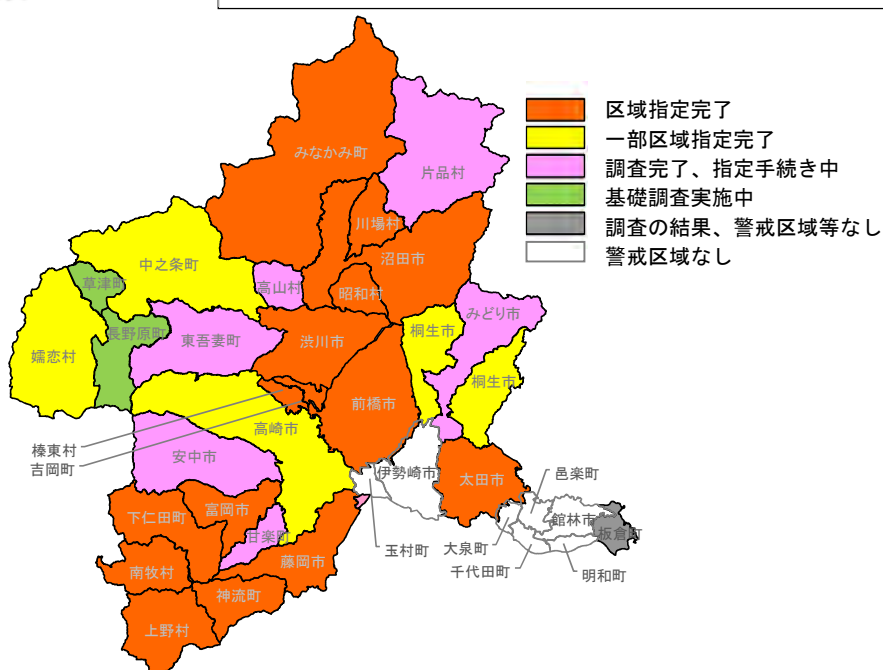 区域指定完了
一部区域指定完了
調査完了、指定手続き中
基礎調査実施中
調査の結果、警戒区域等なし
警戒区域なし
みなかみ町
片品村
川場村
沼田市
中之条町
草津町
高山村
昭和村
みどり市
長野原町
東吾妻町
渋川市
桐生市
嬬恋村
桐生市
前橋市
高崎市
榛東村
吉岡町
安中市
伊勢崎市
太田市
邑楽町
下仁田町
富岡市
館林市
板倉町
甘楽町
玉村町
大泉町
藤岡市
千代田町
明和町
南牧村
神流町
上野村